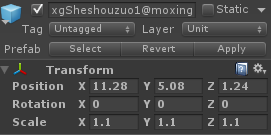 xgSheshouzuo1@moxing Static
Tag Untagged Layer Unit
Prefab Select Revert Apply
Transform
Position X 11.28 Y 5.08 Z 1.24
Rotation X 0 Y 0 Z 0
Scale X 1.1 Y 1.1 Z 1.1